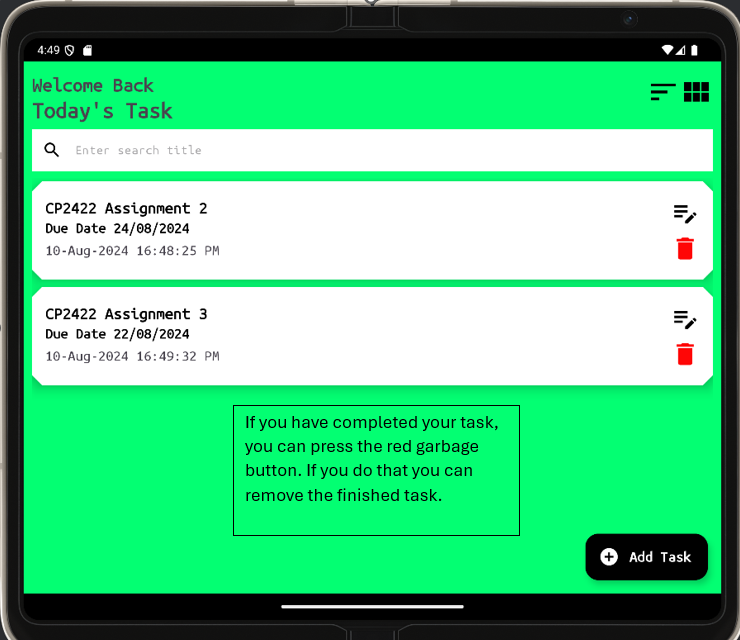 4:49
Welcome Back
Today's Task
Enter search title
CP2422 Assignment 2
Due Date 24/08/2024
10-Aug-2024 16:48:25 PM
CP2422 Assignment 3
Due Date 22/08/2024
10-Aug-2024 16:49:32 PM
If you have completed your task,
you can press the red garbage
button. If you do that you can
remove the finished task.
Add Task